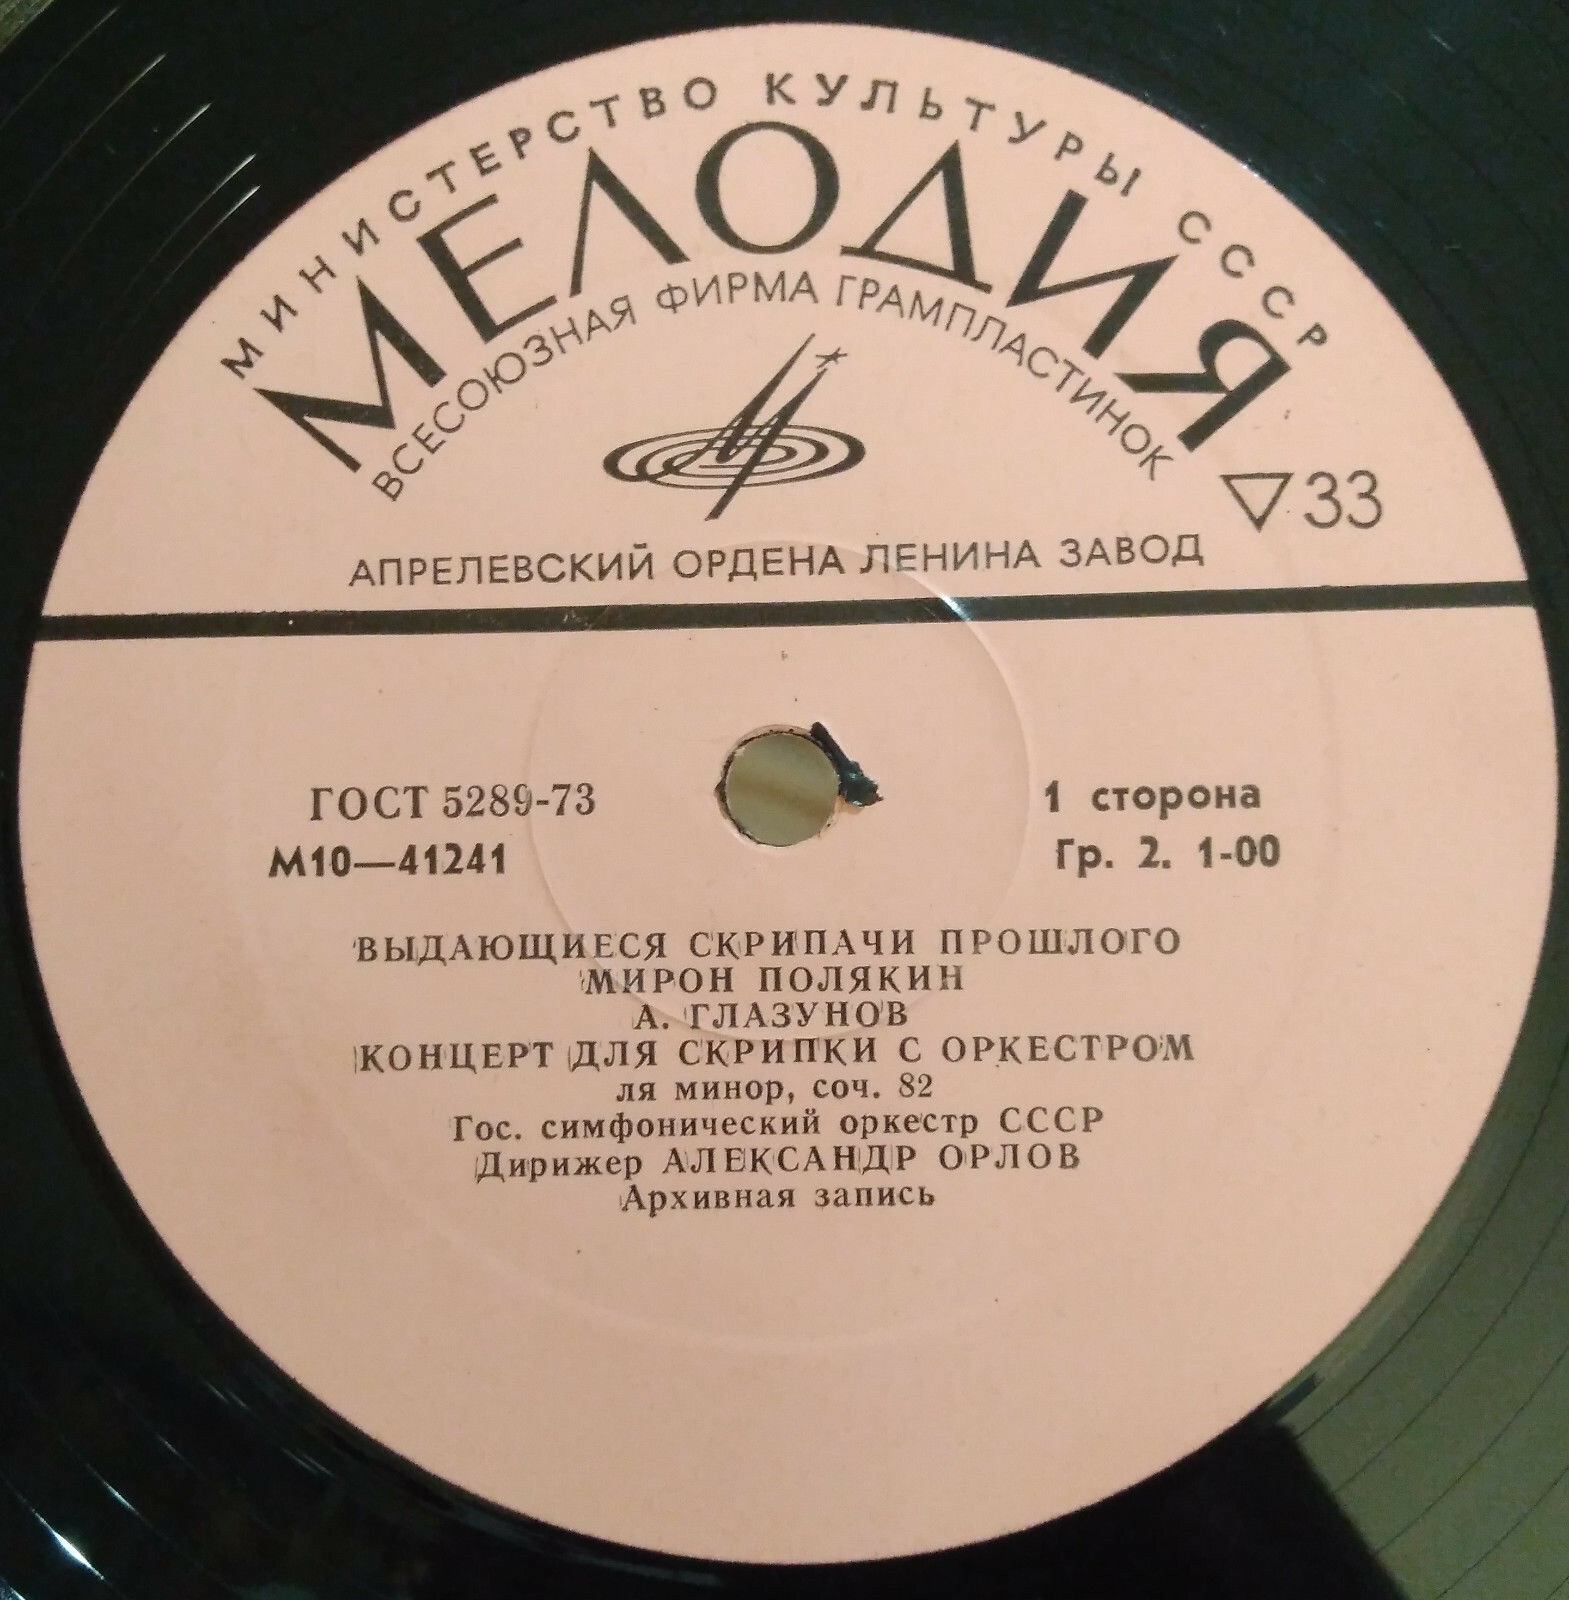 МИНИСТЕРСТВО КУЛЬТУРЫ СССР
МЕЛОДИЯ
ВСЕСОЮЗНАЯ ФИРМА ГРАМПЛАСТИНОК
▽33
АПРЕЛЕВСКИЙ ОРДЕНА ЛЕНИНА ЗАВОД
ГОСТ 5289-73
1 сторона
М10—41241
Гр. 2. 1-00
ВЫДАЮЩИЕСЯ СКРИПАЧИ ПРОШЛОГО
МИРОН ПОЛЯКИН
А. ГЛАЗУНОВ
КОНЦЕРТ ДЛЯ СКРИПКИ С ОРКЕСТРОМ
ля минор, соч. 82
Гос. симфонический оркестр СССР
Дирижер АЛЕКСАНДР ОРЛОВ
Архивная запись